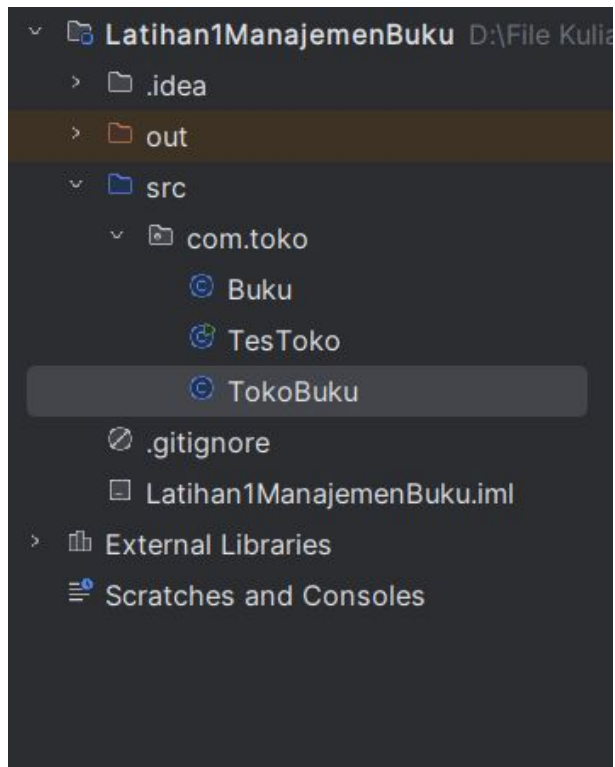 Latihan1ManajemenBuku D:\File Kulia
.idea
out
src
com.toko
Buku
TesToko
TokoBuku
.gitignore
Latihan1ManajemenBuku.iml
External Libraries
Scratches and Consoles